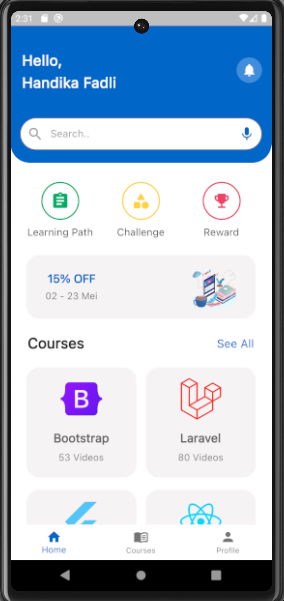 2:31
Hello,
Handika Fadli
Search..
Learning Path
Challenge
Reward
15% OFF
02 - 23 Mei
Courses
See All
B
Bootstrap
Laravel
53 Videos
80 Videos
Home
Courses
Profile